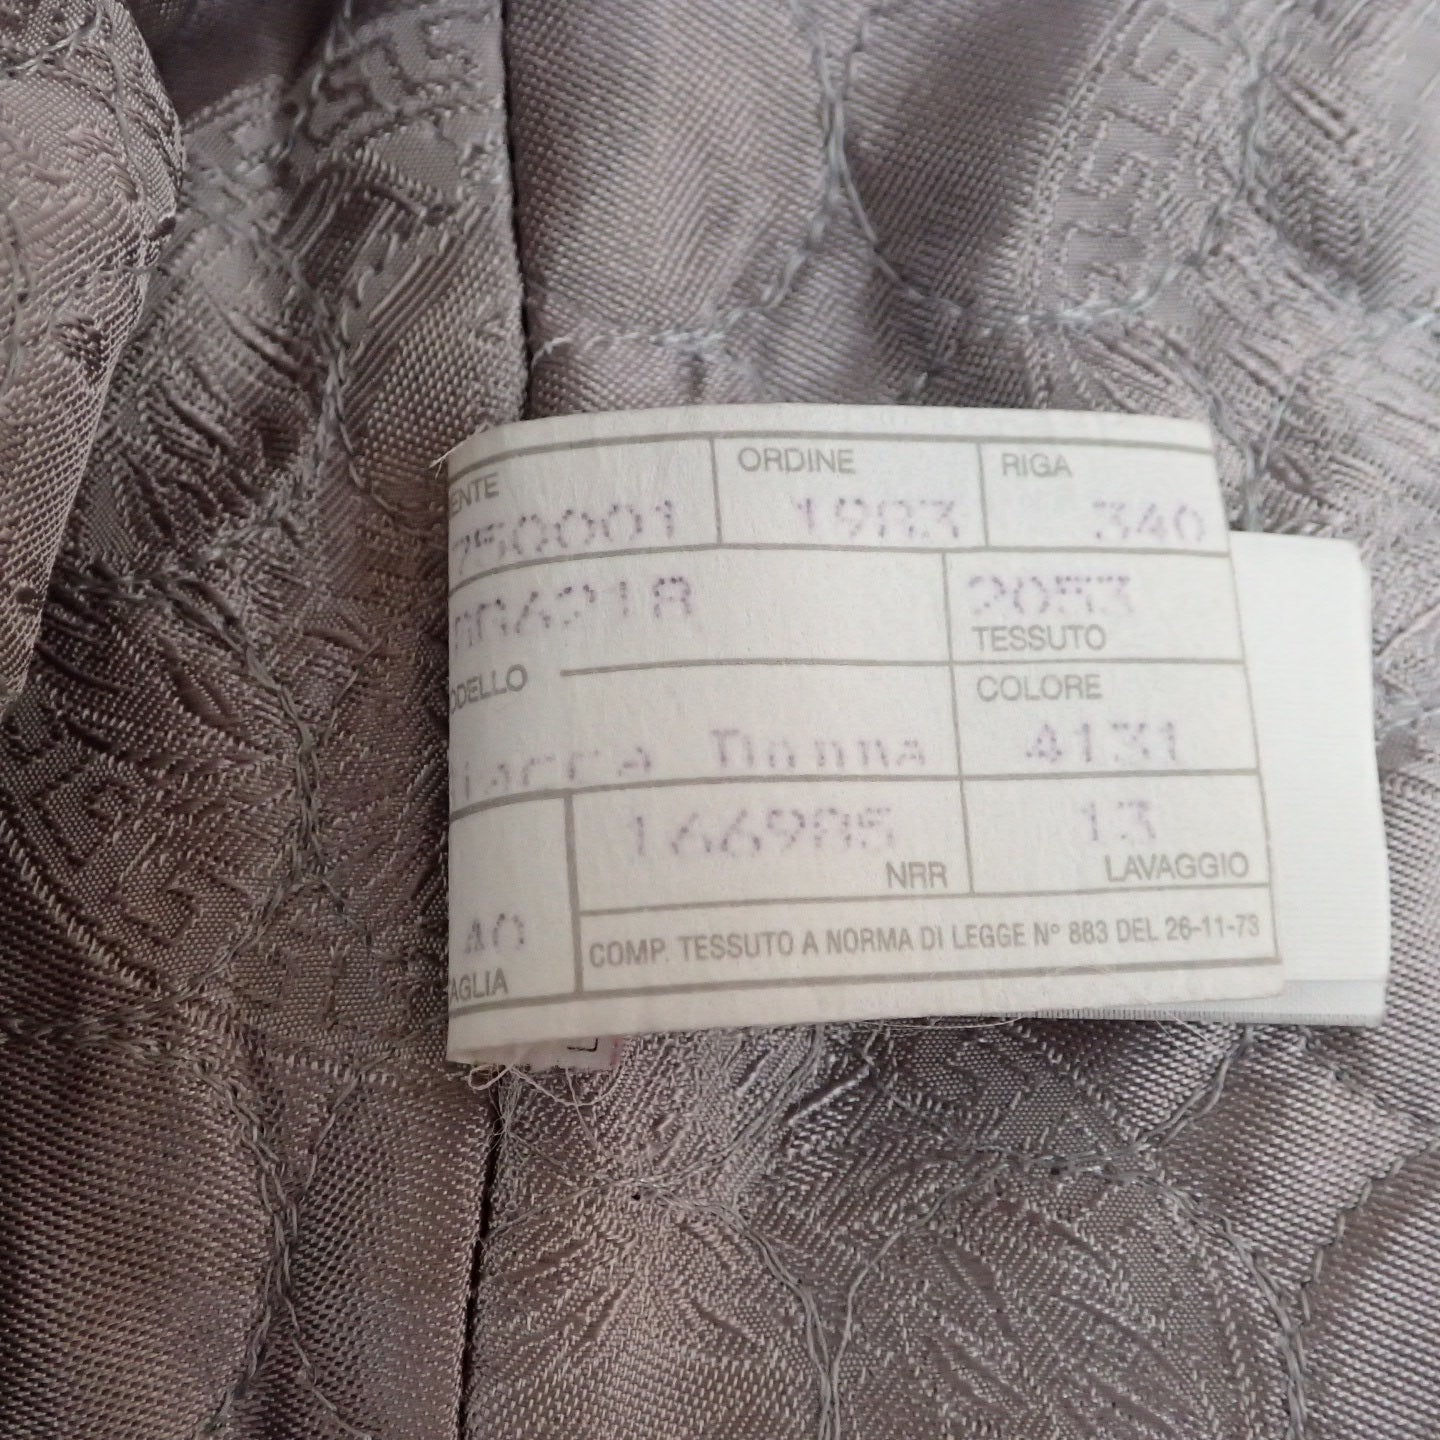 ENTE ORDINE RIGA
750001 1983 340
2053
TESSUTO
ODELLO COLORE
Donna 4131
166985 13
NRR LAVAGGIO
40
AGLIA
COMP. TESSUTO A NORMA DI LEGGE N° 883 DEL 26-11-73